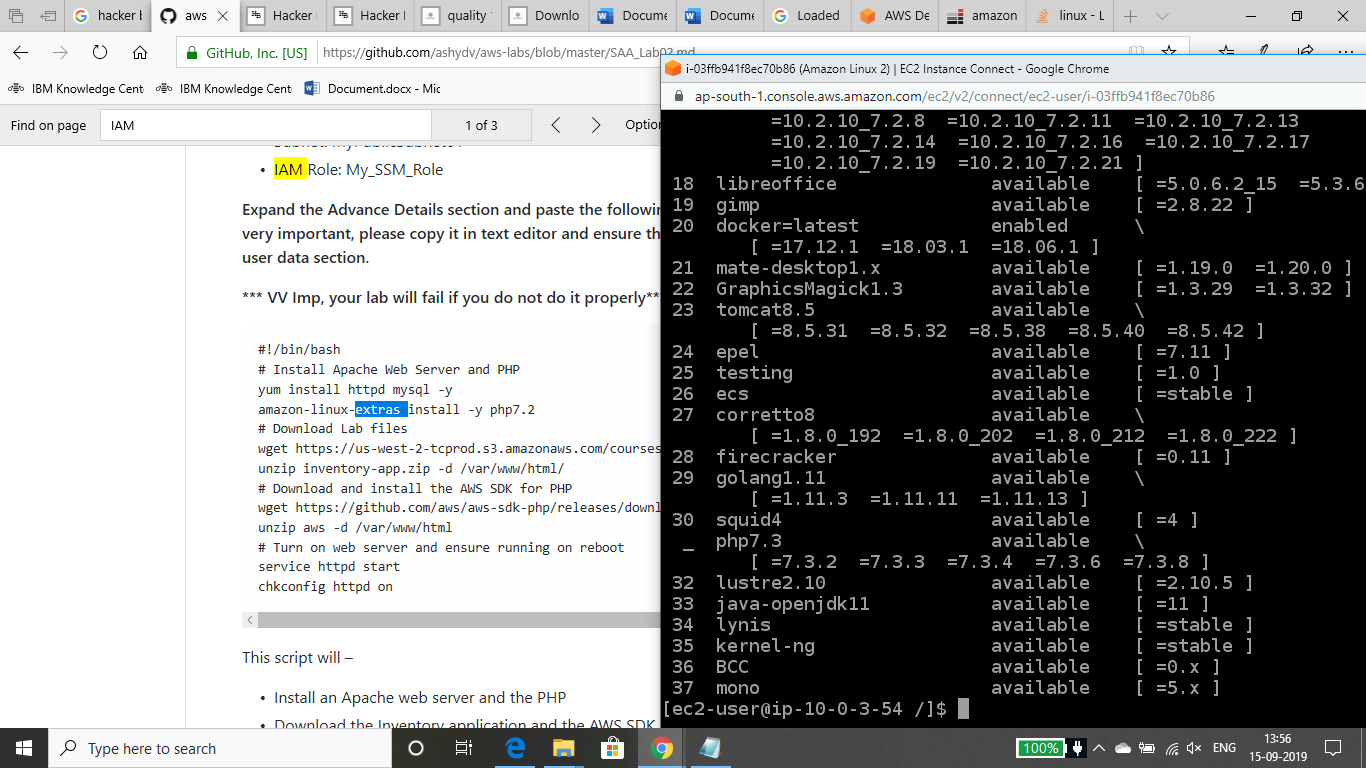 hacker b
aws
Hacker
Hacker I
quality
Downlo
Docume
Docume
Loaded
AWS De
amazon
linux - L
GitHub, Inc. [US]
https://github.com/ashydv/aws-labs/blob/master/SAA_Lab02.md
IBM Knowledge Cent
IBM Knowledge Cent
Document.docx - Mic
Find on page
IAM
1 of 3
Optio
• IAM Role: My_SSM_Role
Expand the Advance Details section and paste the followin
very important, please copy it in text editor and ensure th
user data section.
*** VV Imp, your lab will fail if you do not do it properly**
#!/bin/bash
# Install Apache Web Server and PHP
yum install httpd mysql -y
amazon-linux-extras install -y php7.2
# Download Lab files
wget https://us-west-2-tcprod.s3.amazonaws.com/courses
unzip inventory-app.zip -d /var/www/html/
# Download and install the AWS SDK for PHP
wget https://github.com/aws/aws-sdk-php/releases/downl
unzip aws -d /var/www/html
# Turn on web server and ensure running on reboot
service httpd start
chkconfig httpd on
This script will –
• Install an Apache web server and the PHP
• Download the Inventory application and the AWS SDK
i-03ffb941f8ec70b86 (Amazon Linux 2) | EC2 Instance Connect - Google Chrome
ap-south-1.console.aws.amazon.com/ec2/v2/connect/ec2-user/i-03ffb941f8ec70b86
=10.2.10_7.2.8 =10.2.10_7.2.11 =10.2.10_7.2.13
=10.2.10_7.2.14 =10.2.10_7.2.16 =10.2.10_7.2.17
=10.2.10_7.2.19 =10.2.10_7.2.21 ]
18 libreoffice available [ =5.0.6.2_15 =5.3.6
19 gimp available [ =2.8.22 ]
20 docker=latest enabled \
[ =17.12.1 =18.03.1 =18.06.1 ]
21 mate-desktop1.x available [ =1.19.0 =1.20.0 ]
22 GraphicsMagick1.3 available [ =1.3.29 =1.3.32 ]
23 tomcat8.5 available \
[ =8.5.31 =8.5.32 =8.5.38 =8.5.40 =8.5.42 ]
24 epel available [ =7.11 ]
25 testing available [ =1.0 ]
26 ecs available [ =stable ]
27 corretto8 available \
[ =1.8.0_192 =1.8.0_202 =1.8.0_212 =1.8.0_222 ]
28 firecracker available [ =0.11 ]
29 golang1.11 available \
[ =1.11.3 =1.11.11 =1.11.13 ]
30 squid4 available [ =4 ]
_ php7.3 available \
[ =7.3.2 =7.3.3 =7.3.4 =7.3.6 =7.3.8 ]
32 lustre2.10 available [ =2.10.5 ]
33 java-openjdk11 available [ =11 ]
34 lynis available [ =stable ]
35 kernel-ng available [ =stable ]
36 BCC available [ =0.x ]
37 mono available [ =5.x ]
[ec2-user@ip-10-0-3-54 /]$
Type here to search
100%
ENG
13:56
15-09-2019